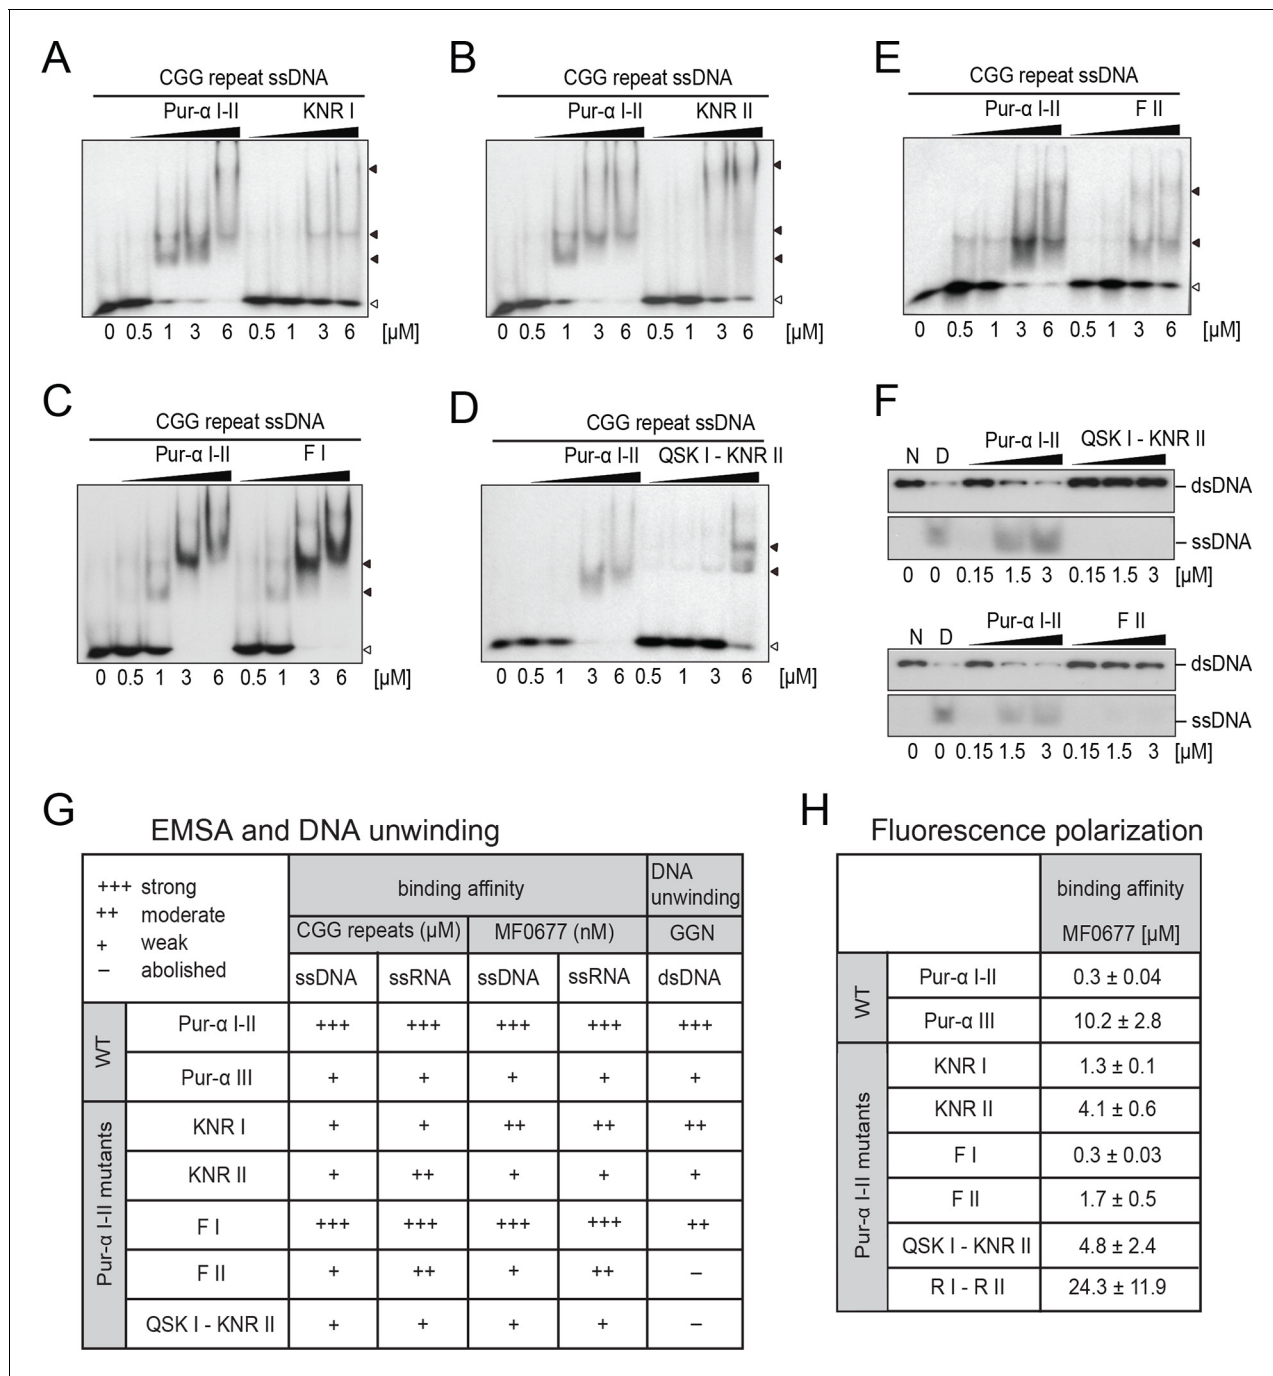 A
CGG repeat ssDNA
Pur-α I-II KNR I
0 0.5 1 3 6 0.5 1 3 6 [µM]
B
CGG repeat ssDNA
Pur-α I-II KNR II
0 0.5 1 3 6 0.5 1 3 6 [µM]
E
CGG repeat ssDNA
Pur-α I-II F II
0 0.5 1 3 6 0.5 1 3 6 [µM]
C
CGG repeat ssDNA
Pur-α I-II F I
0 0.5 1 3 6 0.5 1 3 6 [µM]
D
CGG repeat ssDNA
Pur-α I-II QSK I - KNR II
0 0.5 1 3 6 0.5 1 3 6 [µM]
F
N D Pur-α I-II QSK I - KNR II
dsDNA
ssDNA
0 0 0.15 1.5 3 0.15 1.5 3 [µM]
N D Pur-α I-II F II
dsDNA
ssDNA
0 0 0.15 1.5 3 0.15 1.5 3 [µM]
G
EMSA and DNA unwinding
+++ strong
++ moderate
+ weak
– abolished
binding affinity
DNA
unwinding
CGG repeats (µM) MF0677 (nM) GGN
ssDNA ssRNA ssDNA ssRNA dsDNA
WT
Pur-α I-II +++ +++ +++ +++ +++
Pur-α III + + + + +
Pur-α I-II mutants
KNR I + + ++ ++ ++
KNR II + ++ + + +
F I +++ +++ +++ +++ ++
F II + ++ + ++ –
QSK I - KNR II + + + + –
H
Fluorescence polarization
binding affinity
MF0677 [µM]
WT
Pur-α I-II 0.3 ± 0.04
Pur-α III 10.2 ± 2.8
Pur-α I-II mutants
KNR I 1.3 ± 0.1
KNR II 4.1 ± 0.6
F I 0.3 ± 0.03
F II 1.7 ± 0.5
QSK I - KNR II 4.8 ± 2.4
R I - R II 24.3 ± 11.9